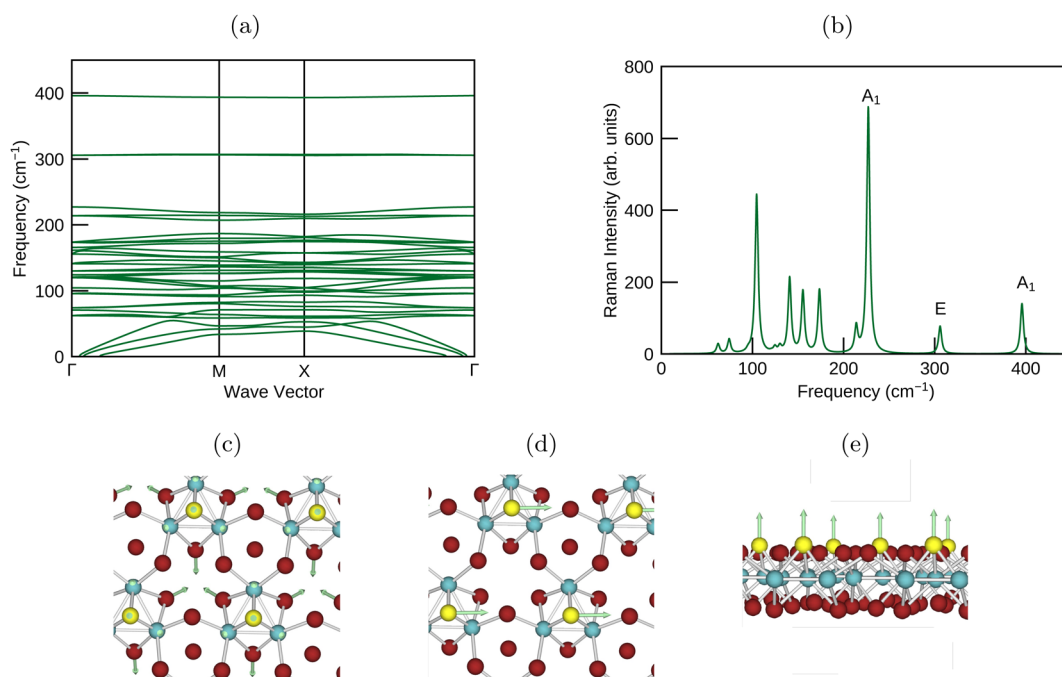 (a)
400
300
200
100
0
Frequency (cm⁻¹)
Γ M X Γ
Wave Vector
(b)
800
600
400
200
0
Raman Intensity (arb. units)
A₁
E
A₁
0 100 200 300 400
Frequency (cm⁻¹)
(c)
(d)
(e)